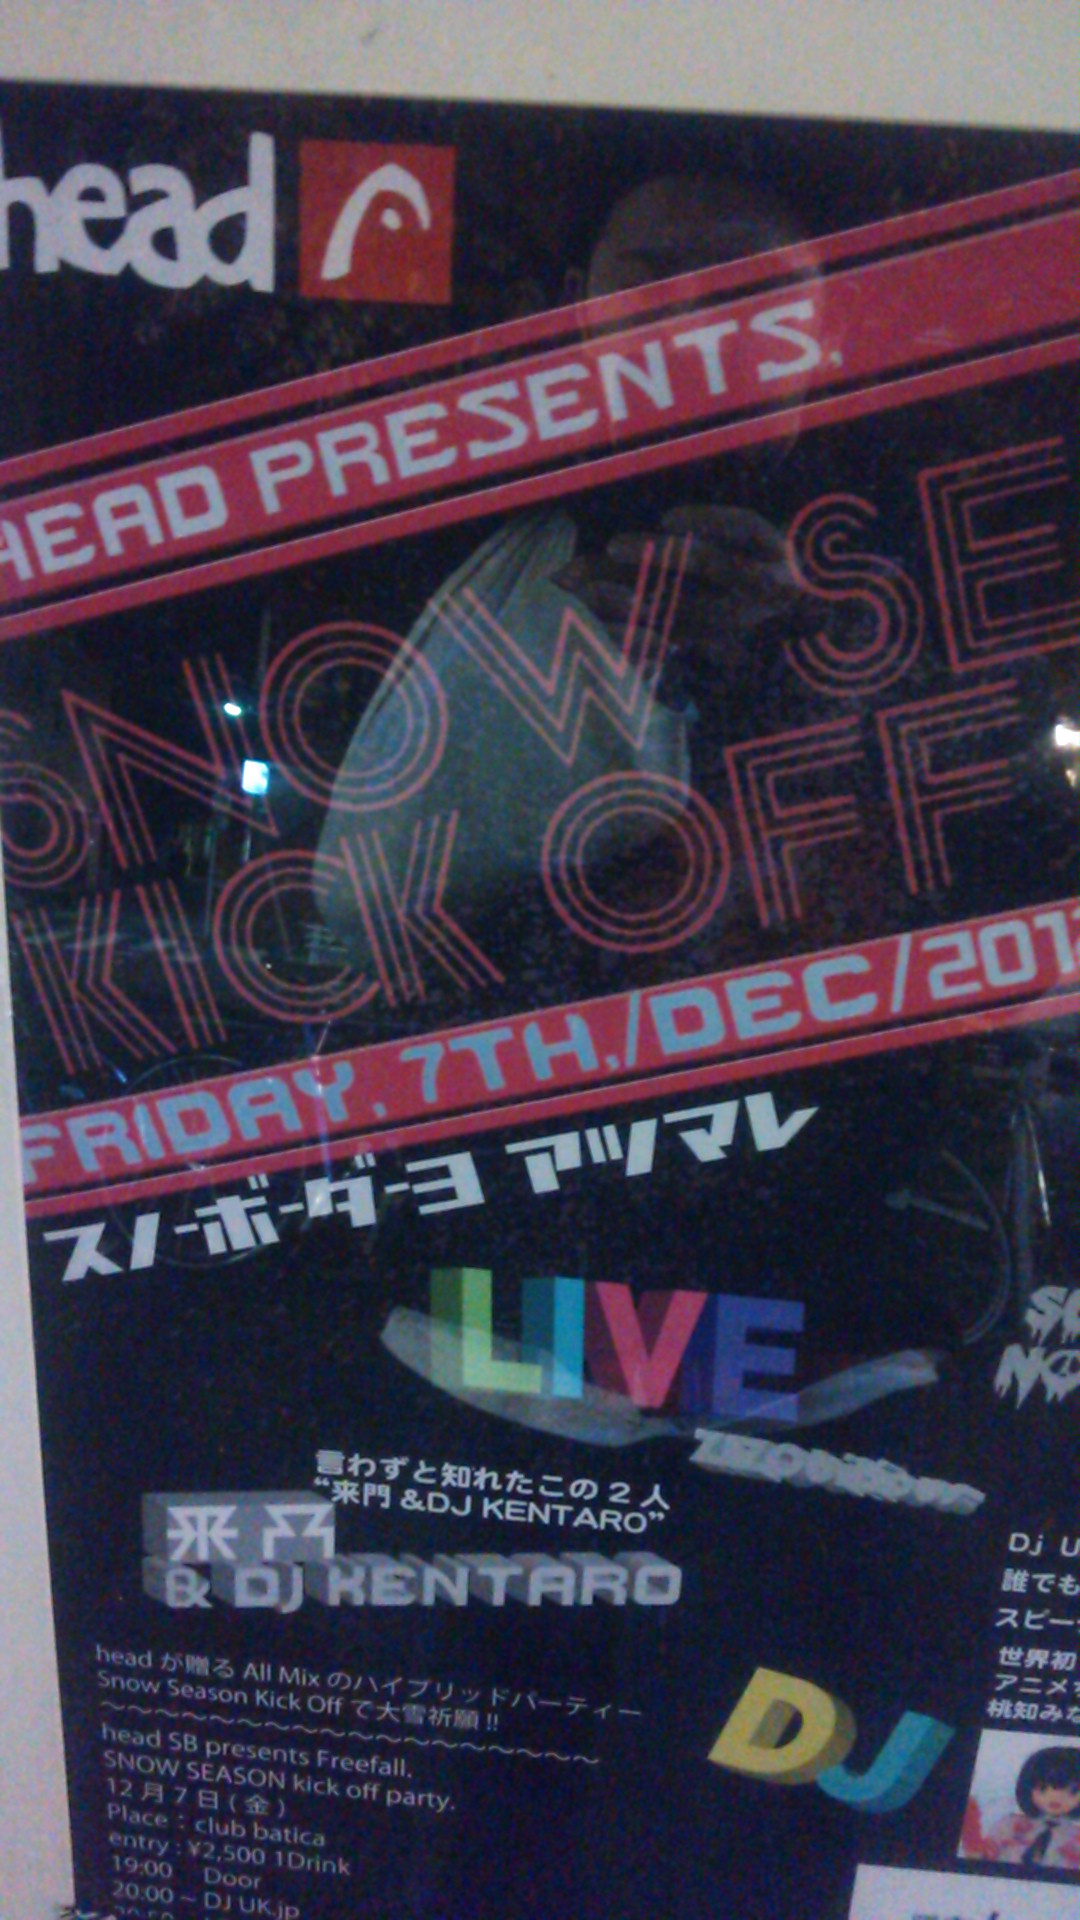 head
HEAD PRESENTS,
SNOW SE
KICK OFF
FRIDAY, 7TH,/DEC/2012
スノーボーダーヨ アツマレ
LIVE
言わずと知れたこの2人
“来門 &DJ KENTARO”
来門
& DJ KENTARO
Dj U
誰でも
スピー
世界初
アニメ
桃知みな
head が贈る All Mix のハイブリッドパーティー
Snow Season Kick Off で大雪祈願 !!
～～～～～～～～～～～～～～～～～～
head SB presents Freefall.
SNOW SEASON kick off party.
12 月 7 日 ( 金 )
Place : club batica
entry : ¥2,500 1Drink
19:00 Door
20:00 ~ DJ UK.jp
DJ